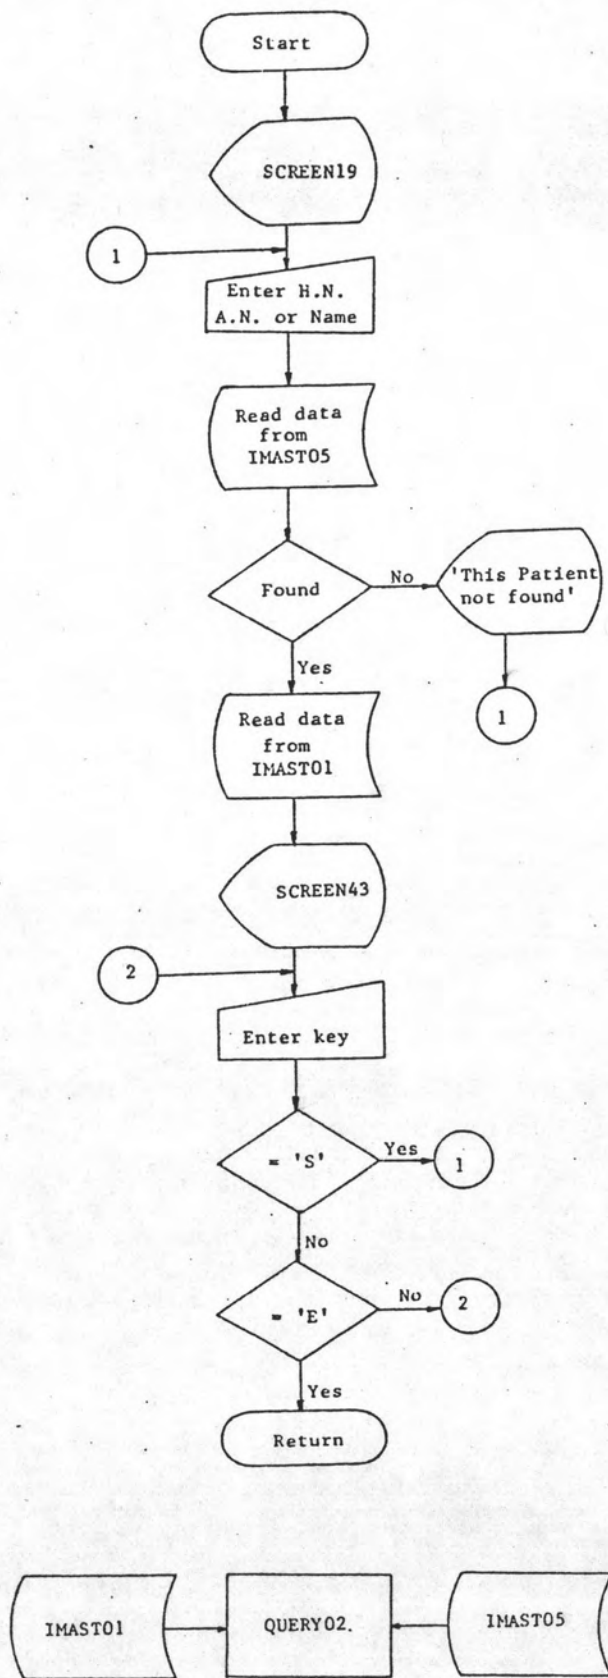 Start
SCREEN19
1
Enter H.N.
A.N. or Name
Read data
from
IMAST05
Found
No
'This Patient
not found'
Yes
1
Read data
from
IMAST01
SCREEN43
2
Enter key
= 'S'
Yes
1
No
= 'E'
No
2
Yes
Return
IMAST01
QUERY02.
IMAST05